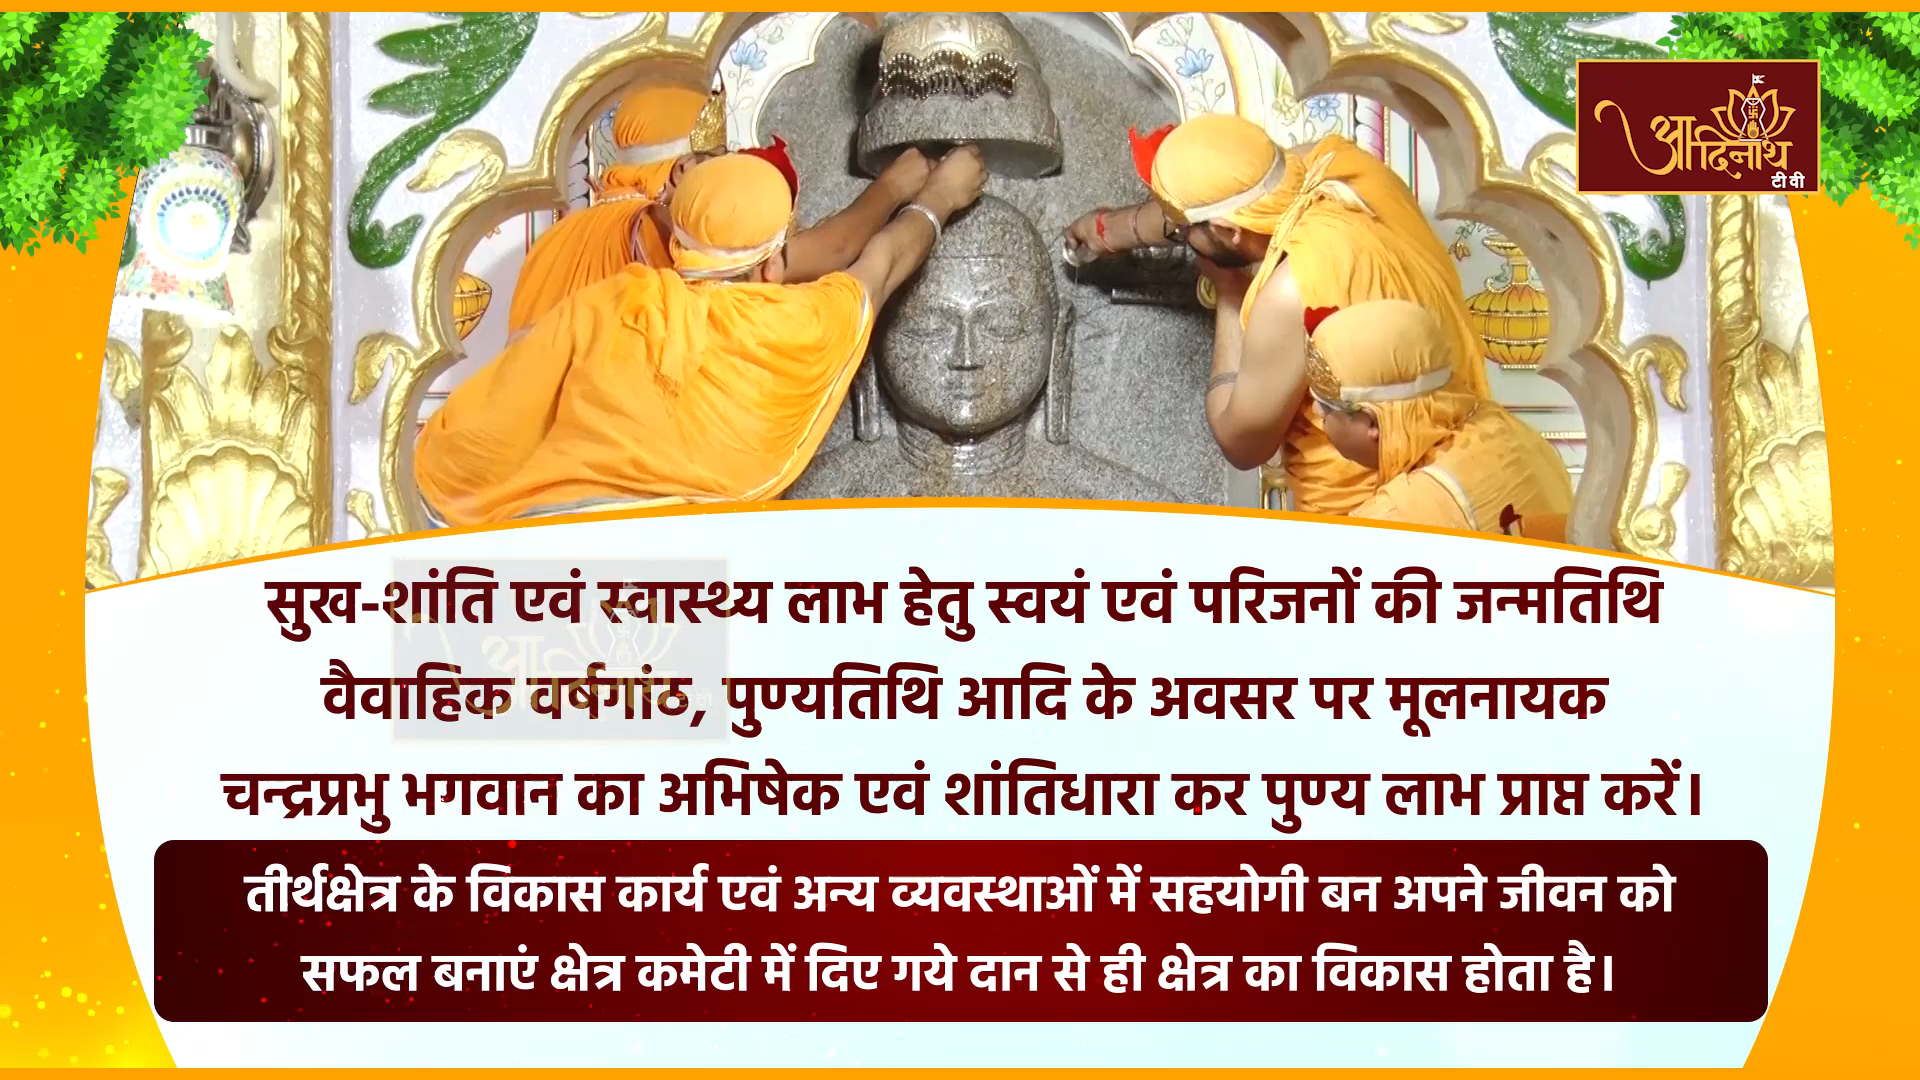 आदिनाथ
टीवी
सुख-शांति एवं स्वास्थ्य लाभ हेतु स्वयं एवं परिजनों की जन्मतिथि
वैवाहिक वर्षगांठ, पुण्यतिथि आदि के अवसर पर मूलनायक
चन्द्रप्रभु भगवान का अभिषेक एवं शांतिधारा कर पुण्य लाभ प्राप्त करें।
तीर्थक्षेत्र के विकास कार्य एवं अन्य व्यवस्थाओं में सहयोगी बन अपने जीवन को
सफल बनाएं क्षेत्र कमेटी में दिए गये दान से ही क्षेत्र का विकास होता है।